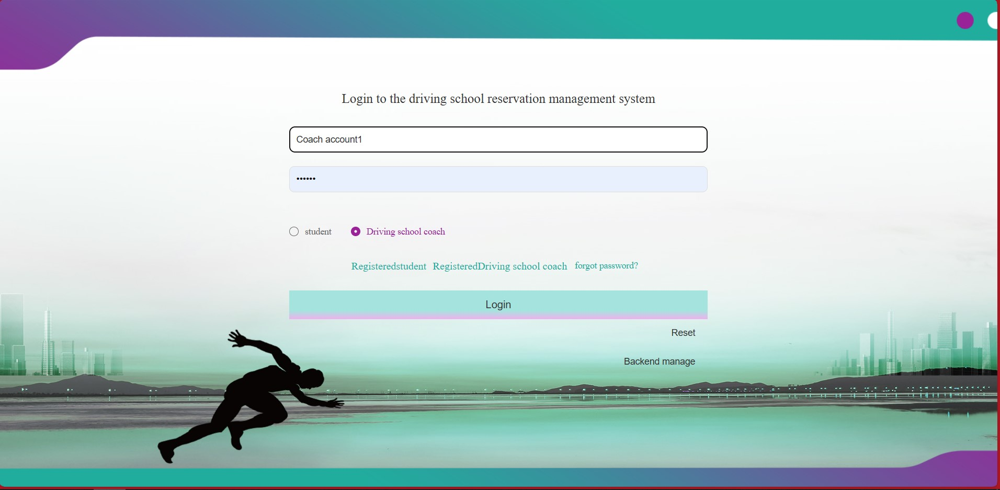 Login to the driving school reservation management system
Coach account1
••••••
student Driving school coach
Registeredstudent RegisteredDriving school coach forgot password?
Login
Reset
Backend manage